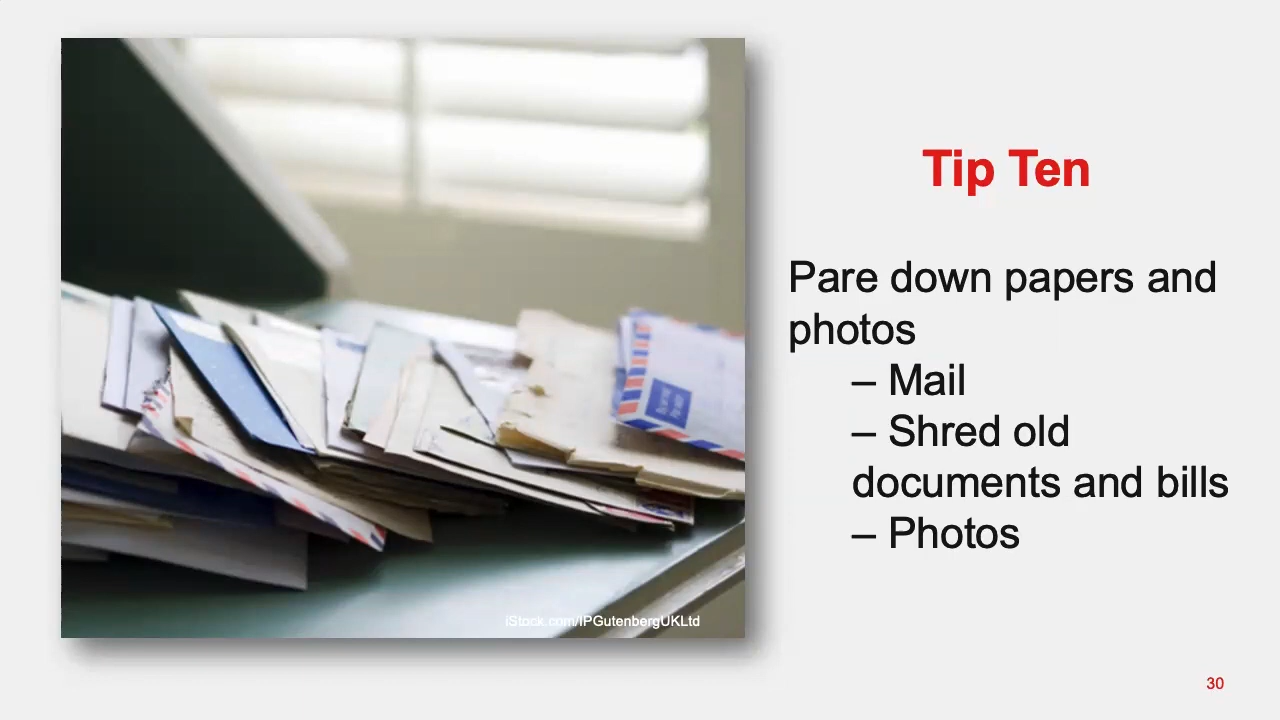 Tip Ten
Pare down papers and
photos
– Mail
– Shred old
documents and bills
– Photos
iStock.com/IPGutenbergUKLtd
30